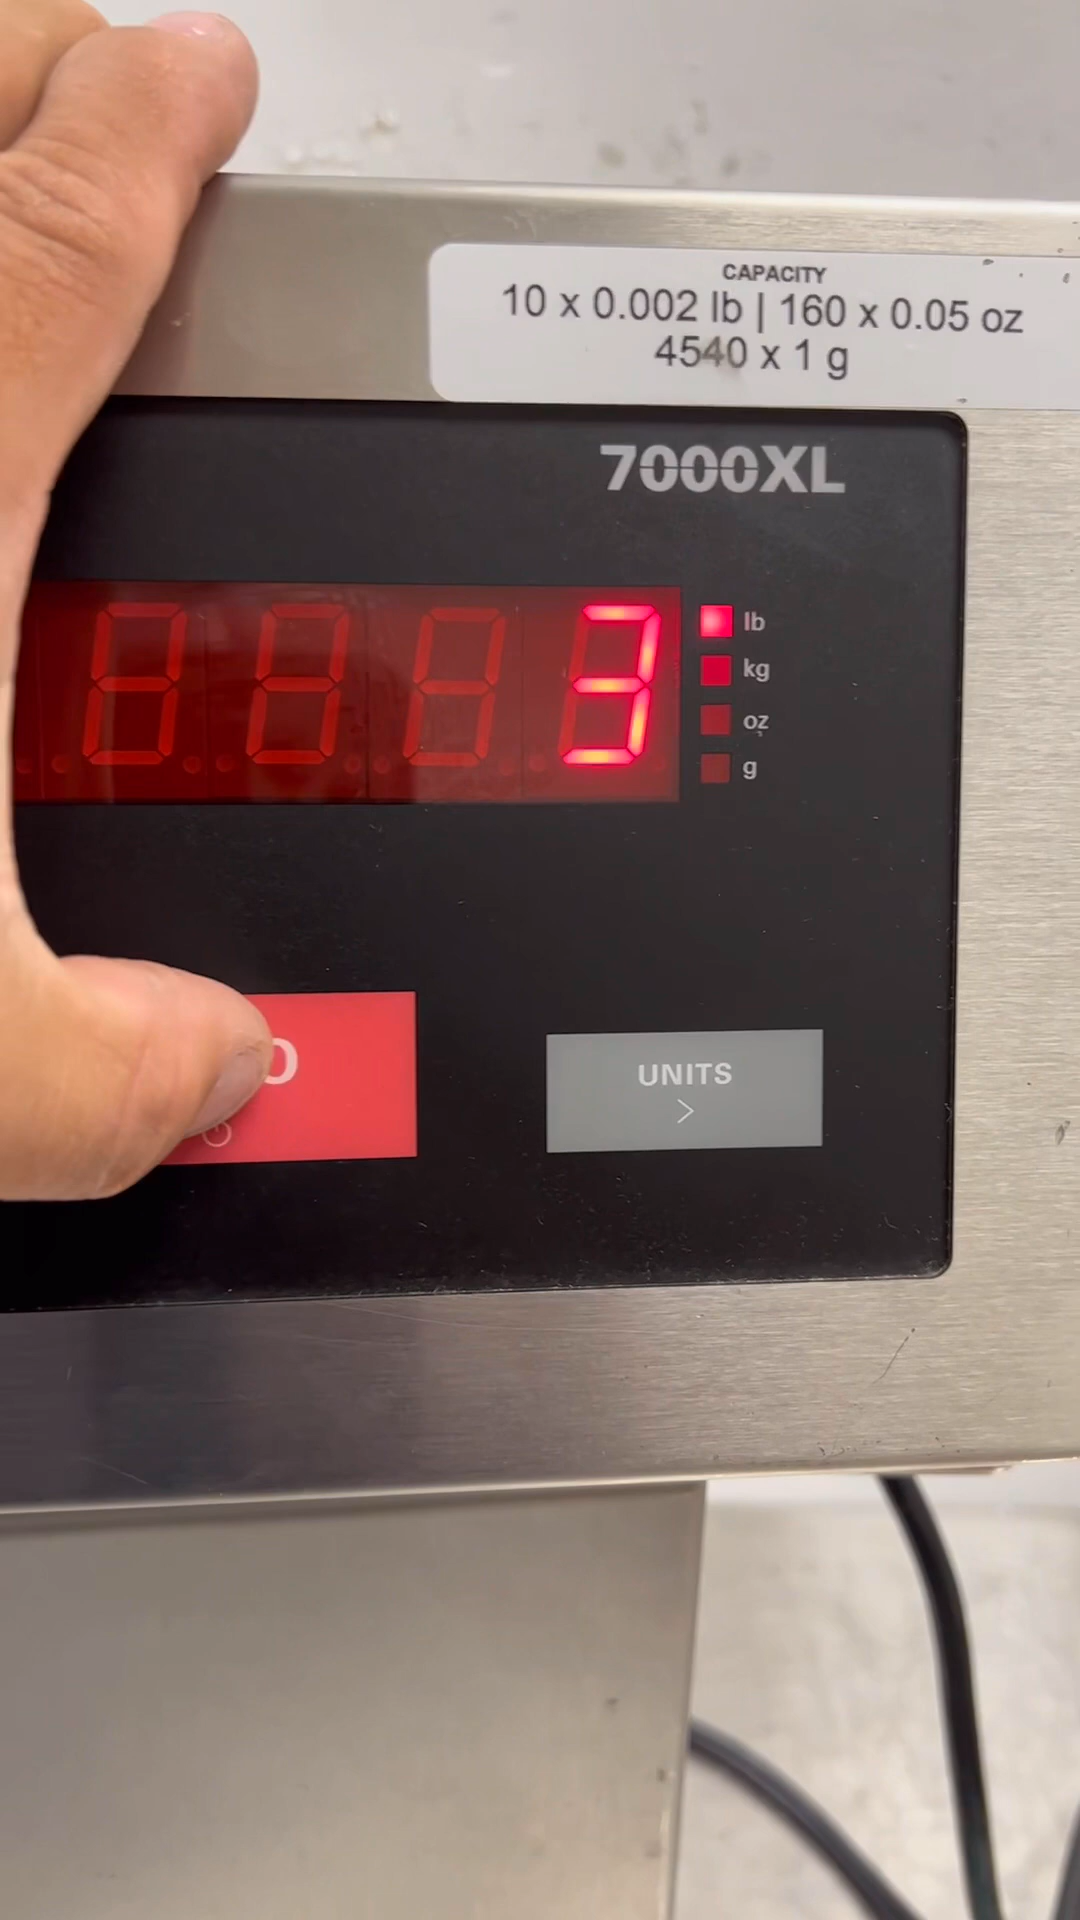 CAPACITY
10 x 0.002 lb | 160 x 0.05 oz
4540 x 1 g
7000XL
3
lb
kg
oz
g
O
UNITS
>